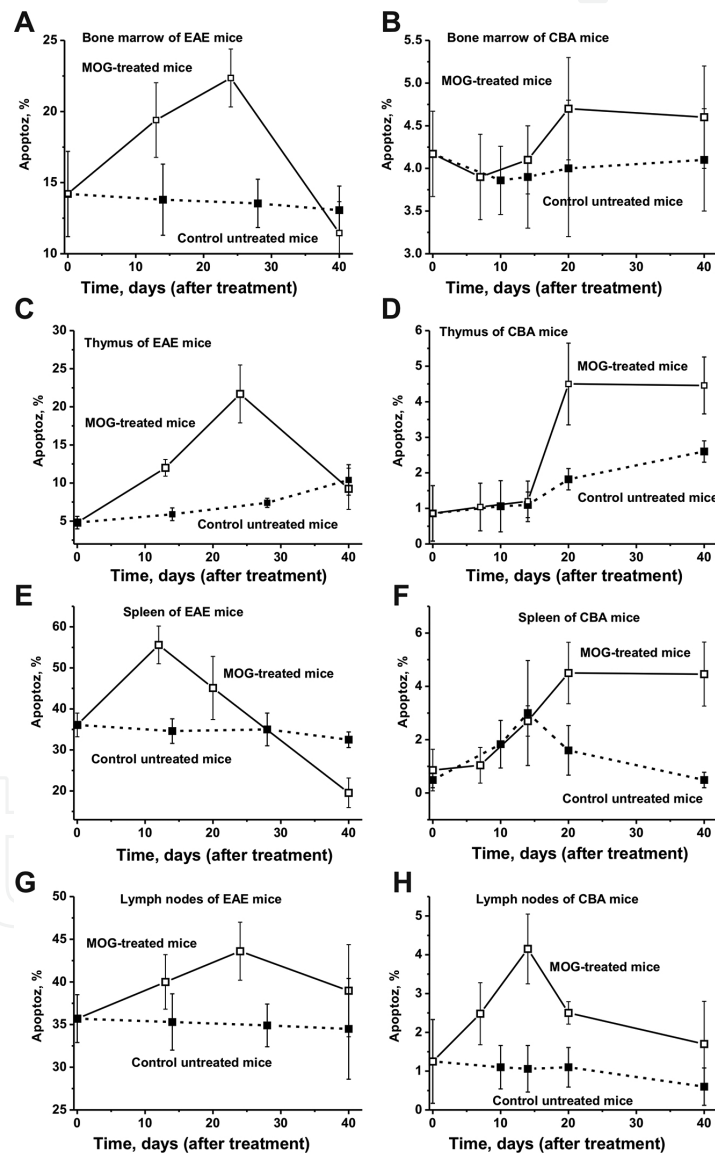 A
Bone marrow of EAE mice
MOG-treated mice
Control untreated mice
Apoptoz, %
25
20
15
10
0 10 20 30 40
Time, days (after treatment)
B
Bone marrow of CBA mice
MOG-treated mice
Control untreated mice
Apoptoz, %
5.5
5.0
4.5
4.0
3.5
3.0
0 10 20 30 40
Time, days (after treatment)
C
Thymus of EAE mice
MOG-treated mice
Control untreated mice
Apoptoz, %
30
25
20
15
10
5
0 10 20 30 40
Time, days (after treatment)
D
Thymus of CBA mice
MOG-treated mice
Control untreated mice
Apoptoz, %
6
5
4
3
2
1
0
0 10 20 30 40
Time, days (after treatment)
E
Spleen of EAE mice
MOG-treated mice
Control untreated mice
Apoptoz, %
60
50
40
30
20
0 10 20 30 40
Time, days (after treatment)
F
Spleen of CBA mice
MOG-treated mice
Control untreated mice
Apoptoz, %
6
4
2
0
0 10 20 30 40
Time, days (after treatment)
G
Lymph nodes of EAE mice
MOG-treated mice
Control untreated mice
Apoptoz, %
50
45
40
35
30
25
0 10 20 30 40
Time, days (after treatment)
H
Lymph nodes of CBA mice
MOG-treated mice
Control untreated mice
Apoptoz, %
5
4
3
2
1
0
0 10 20 30 40
Time, days (after treatment)